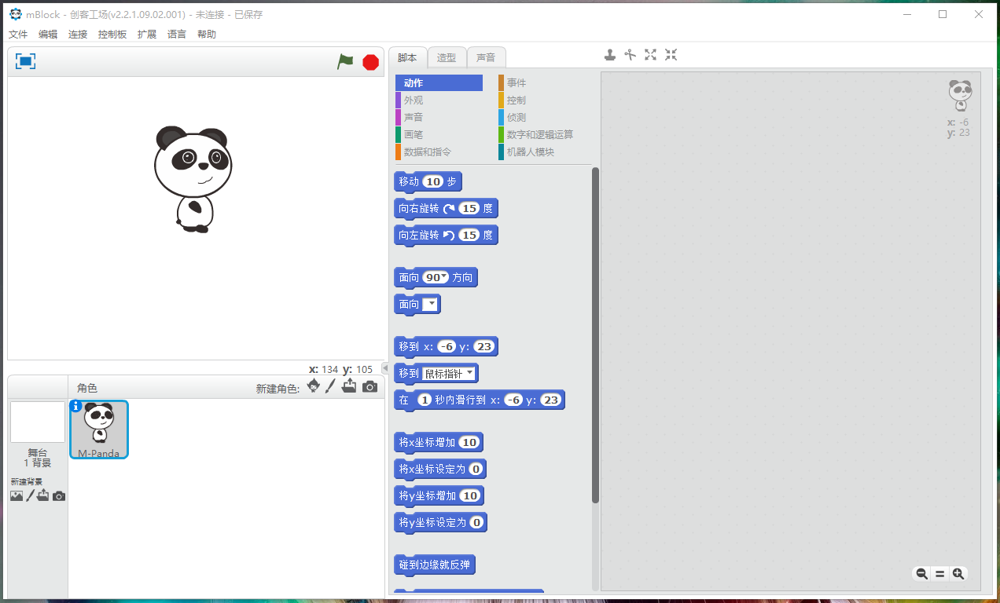 mBlock - 创客工场(v2.2.1.09.02.001) - 未连接 - 已保存
文件 编辑 连接 控制板 扩展 语言 帮助
脚本 造型 声音
动作 事件
外观 控制
声音 侦测
画笔 数字和逻辑运算
数据和指令 机器人模块
x: -6
y: 23
移动 10 步
向右旋转 15 度
向左旋转 15 度
面向 90 方向
面向
移到 x: -6 y: 23
移到 鼠标指针
在 1 秒内滑行到 x: -6 y: 23
将x坐标增加 10
将x坐标设定为 0
将y坐标增加 10
将y坐标设定为 0
碰到边缘就反弹
x: 134 y: 105
角色 新建角色:
M-Panda
舞台
1 背景
新建背景